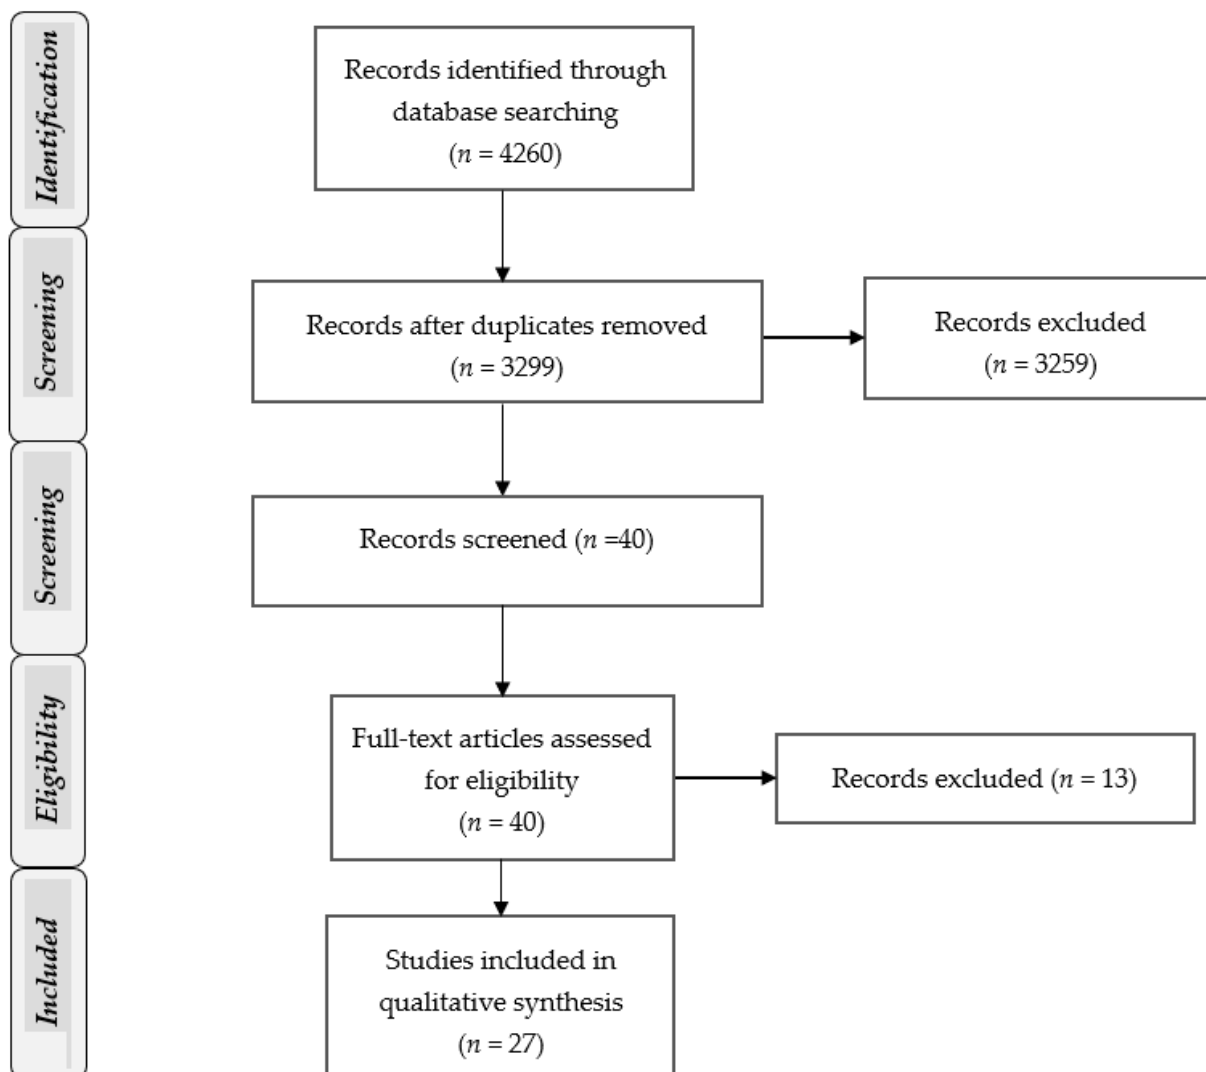 Identification
Records identified through
database searching
(n = 4260)
Screening
Records after duplicates removed
(n = 3299)
Records excluded
(n = 3259)
Screening
Records screened (n =40)
Eligibility
Full-text articles assessed
for eligibility
(n = 40)
Records excluded (n = 13)
Included
Studies included in
qualitative synthesis
(n = 27)